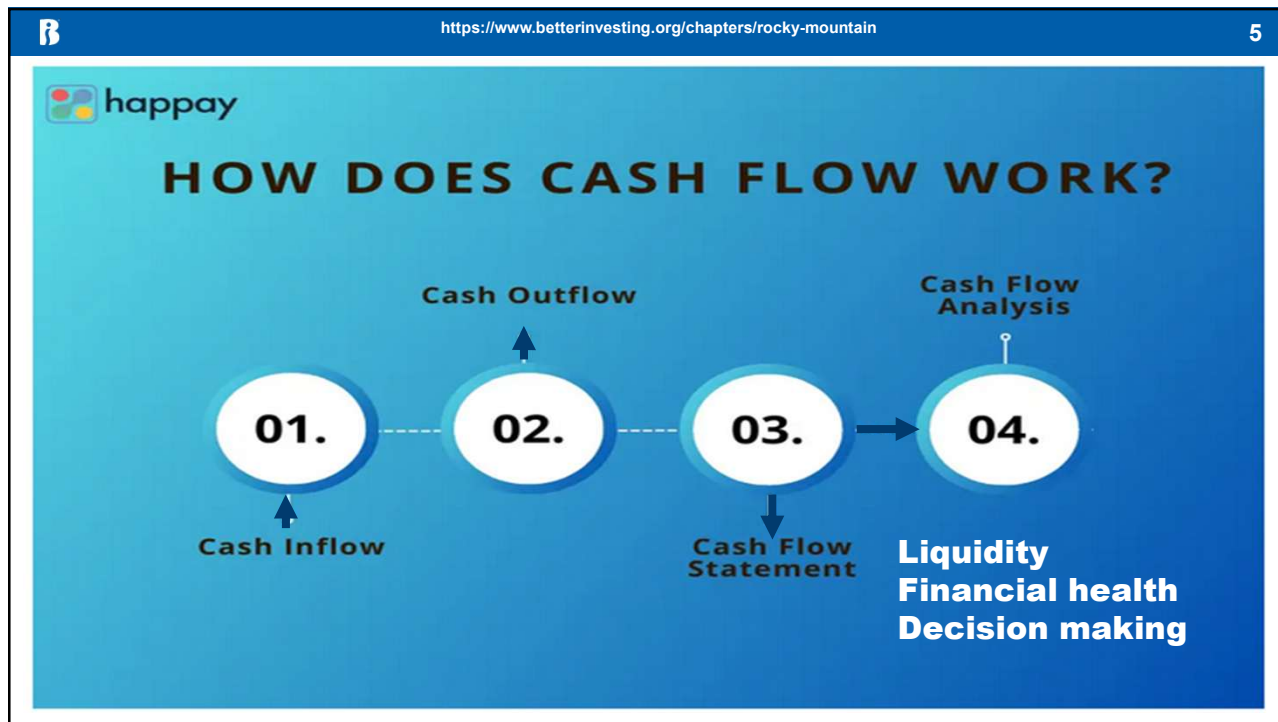 https://www.betterinvesting.org/chapters/rocky-mountain
5
happay
HOW DOES CASH FLOW WORK?
Cash Outflow
Cash Flow
Analysis
01.
02.
03.
04.
Cash Inflow
Cash Flow
Statement
Liquidity
Financial health
Decision making